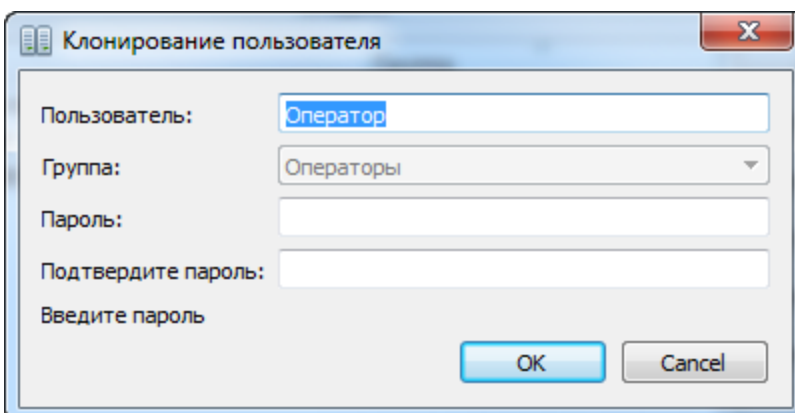 Клонирование пользователя
Пользователь: Оператор
Группа: Операторы
Пароль:
Подтвердите пароль:
Введите пароль
OK Cancel